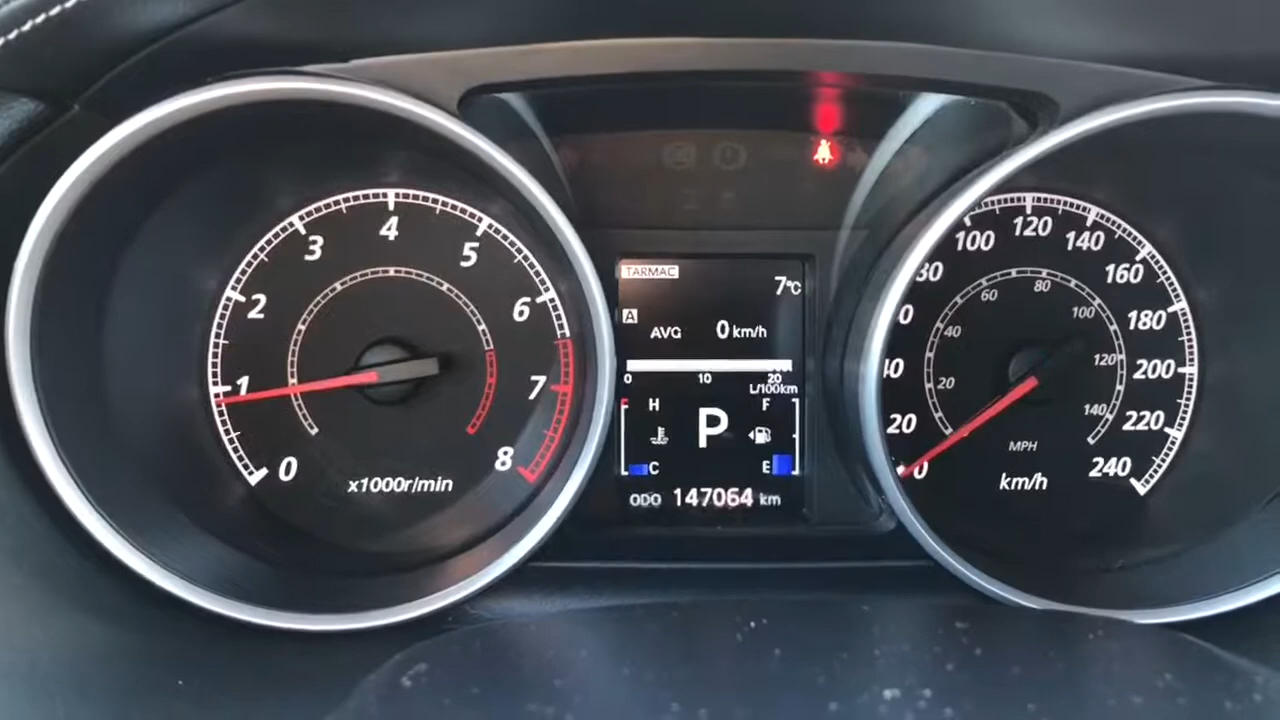 0
1
2
3
4
5
6
7
8
x1000r/min
TARMAC
7°C
A
AVG 0 km/h
0 10 20
L/100km
H F
P
C E
ODO 147064 km
0
20
40
80
100
120
140
160
180
200
220
240
20
40
60
80
100
120
140
MPH
km/h